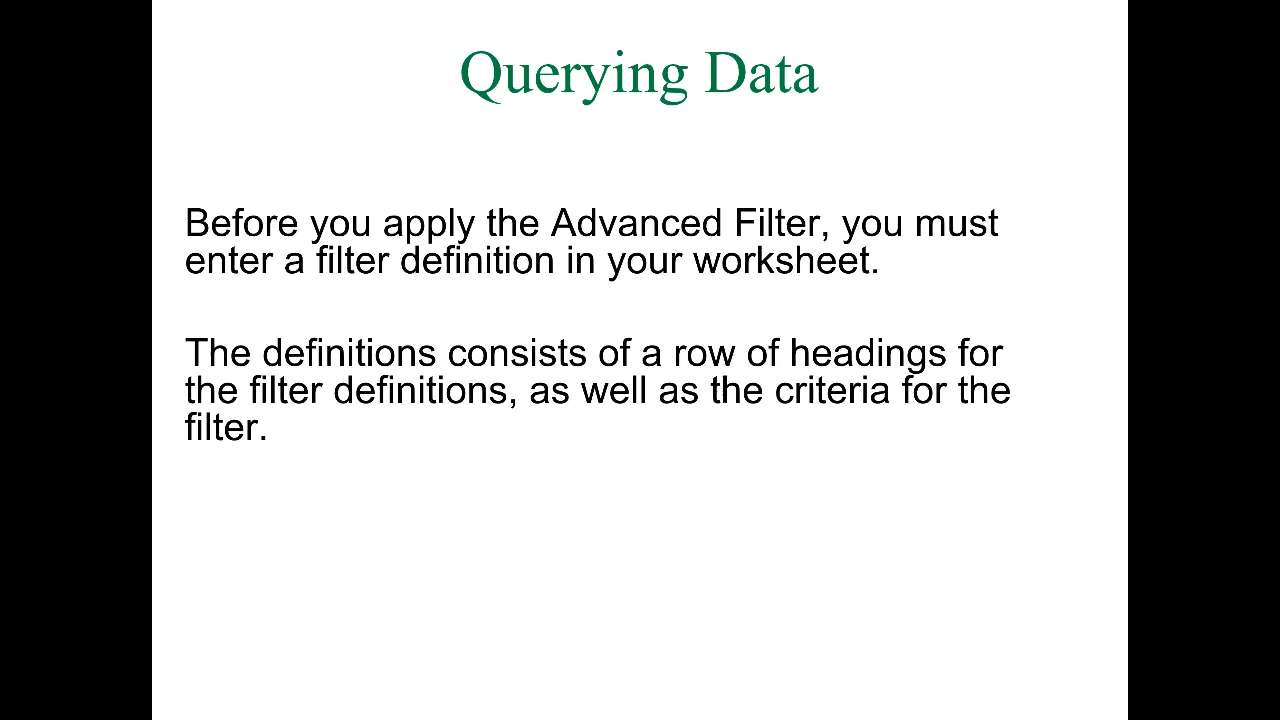 Querying Data
Before you apply the Advanced Filter, you must
enter a filter definition in your worksheet.
The definitions consists of a row of headings for
the filter definitions, as well as the criteria for the
filter.